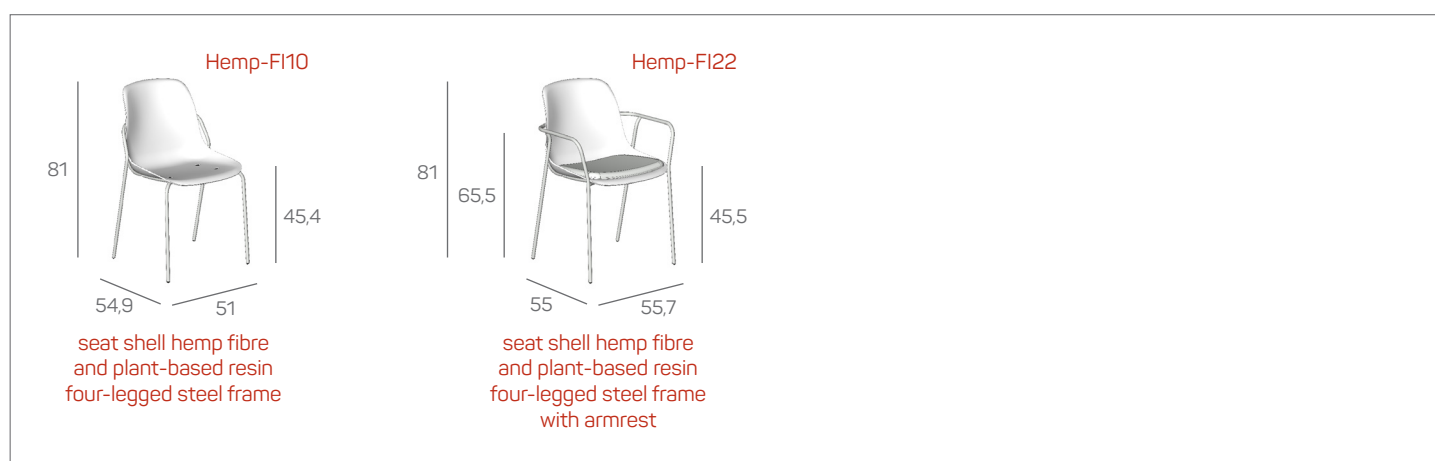 Hemp-FI10
81
45,4
54,9
51
seat shell hemp fibre
and plant-based resin
four-legged steel frame
Hemp-FI22
81
65,5
45,5
55
55,7
seat shell hemp fibre
and plant-based resin
four-legged steel frame
with armrest